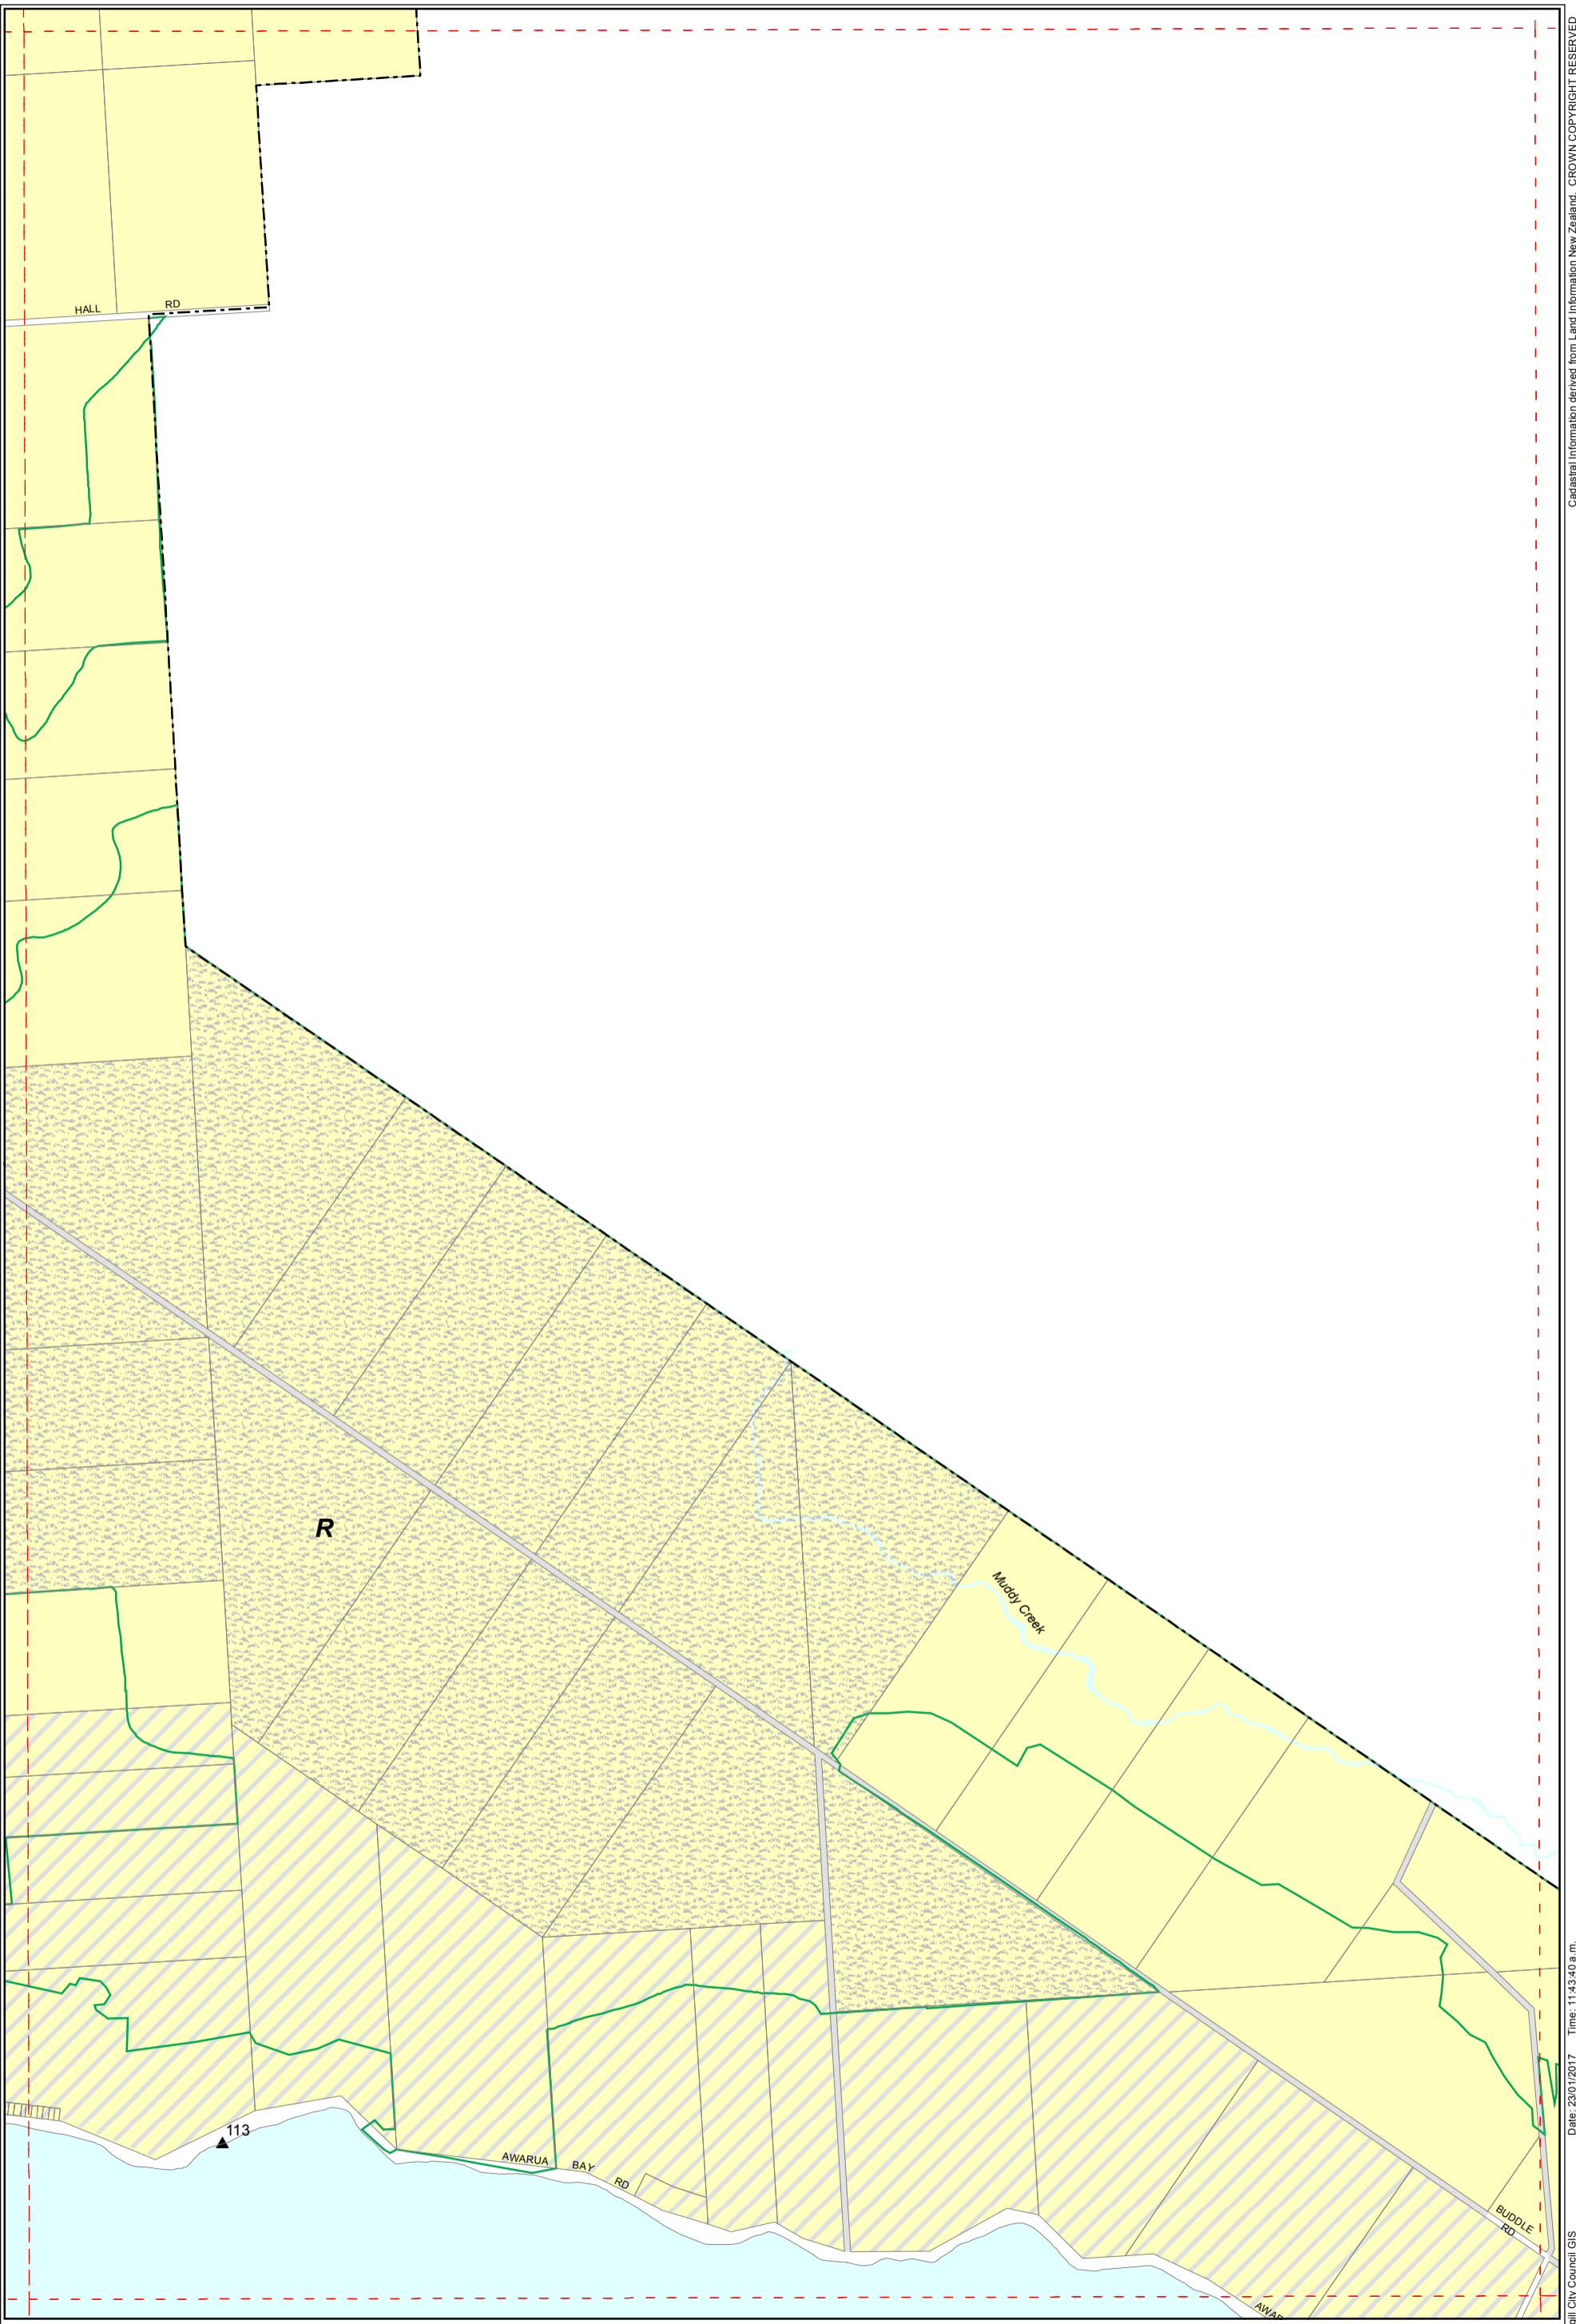 HALL RD
R
Muddy Creek
113
AWARUA BAY RD
BUDDLE RD
Cadastral Information derived from Land Information New Zealand. CROWN COPYRIGHT RESERVED
Date: 23/01/2017 Time: 11:43:40 a.m.
City Council GIS